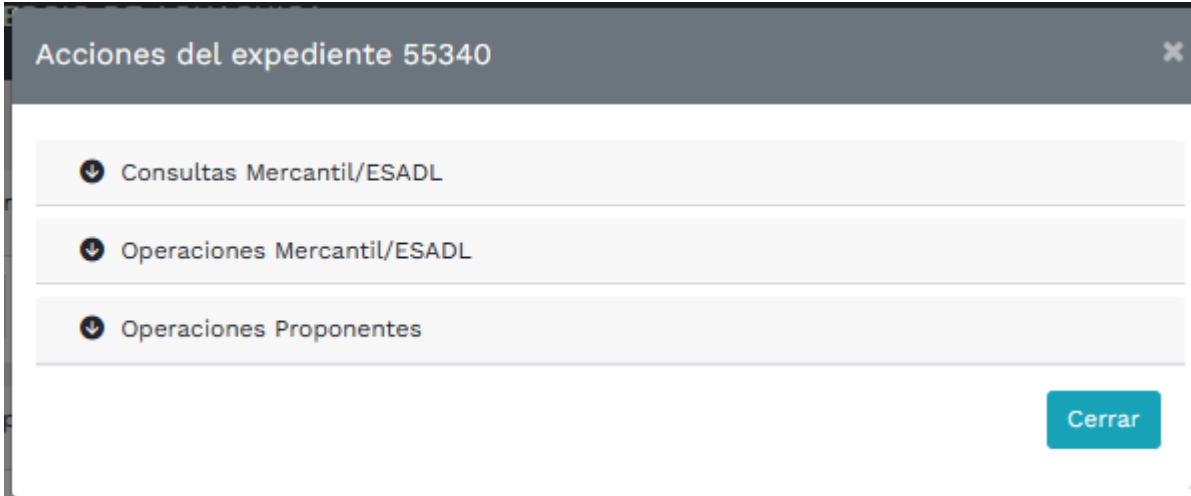 Acciones del expediente 55340
Consultas Mercantil/ESADL
Operaciones Mercantil/ESADL
Operaciones Proponentes
Cerrar